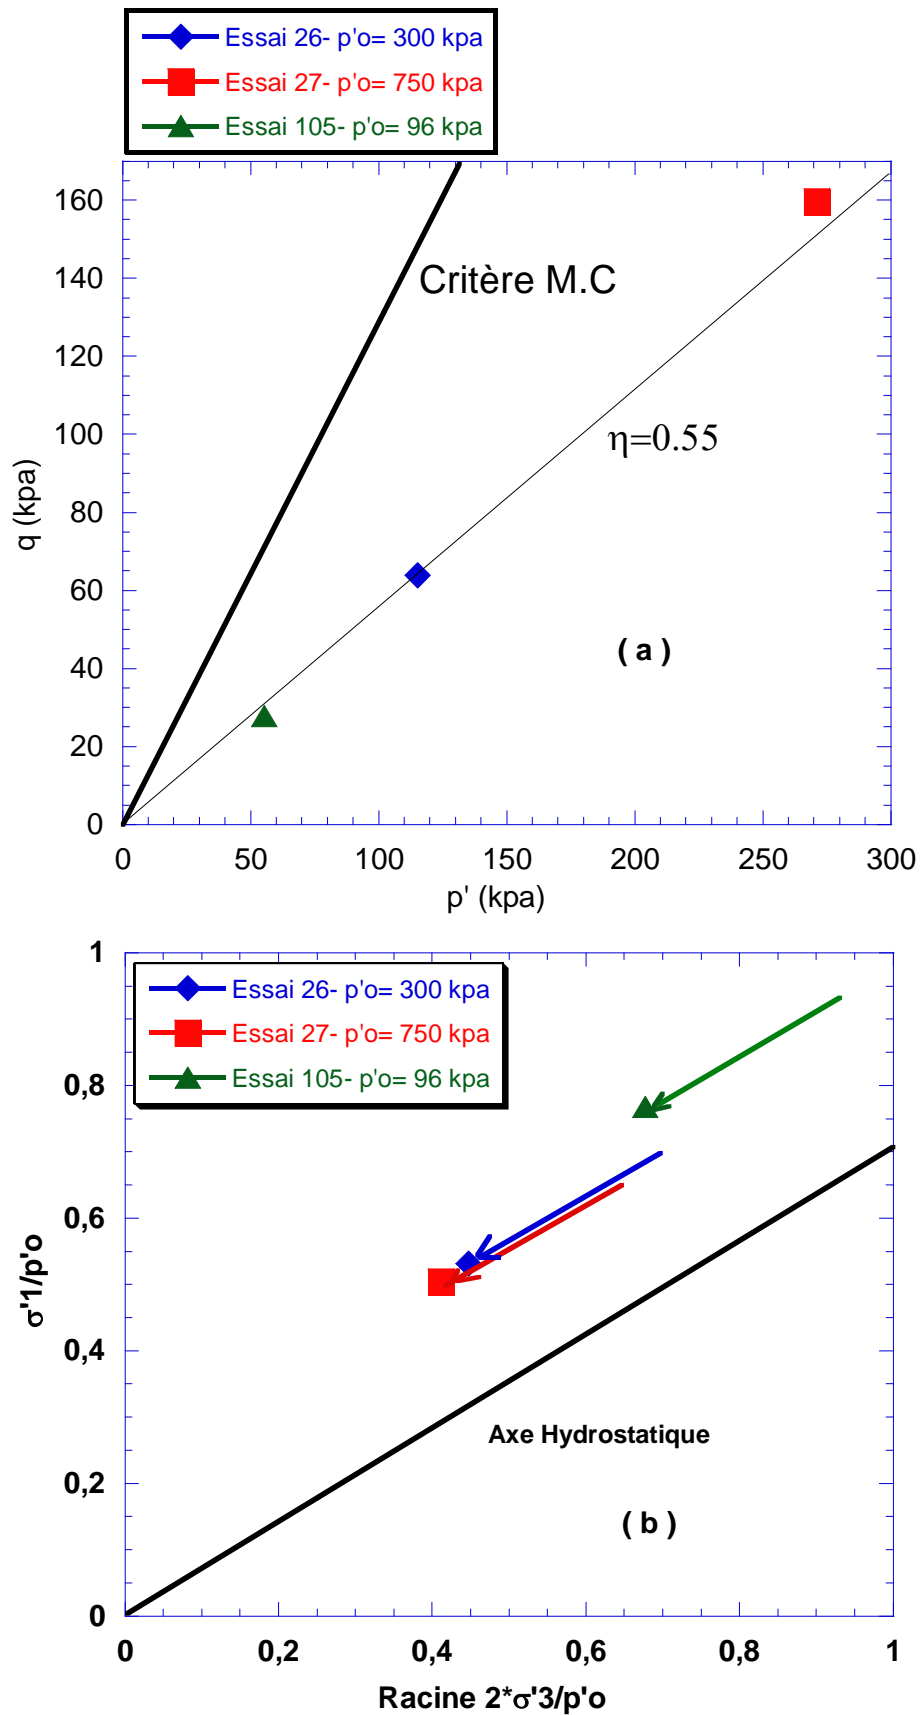 Essai 26- p'o= 300 kpa
Essai 27- p'o= 750 kpa
Essai 105- p'o= 96 kpa
160
140
120
100
80
60
40
20
0
q (kpa)
Critère M.C
η=0.55
( a )
0 50 100 150 200 250 300
p' (kpa)
Essai 26- p'o= 300 kpa
Essai 27- p'o= 750 kpa
Essai 105- p'o= 96 kpa
1
0,8
0,6
0,4
0,2
0
σ'1/p'o
Axe Hydrostatique
( b )
0 0,2 0,4 0,6 0,8 1
Racine 2*σ'3/p'o